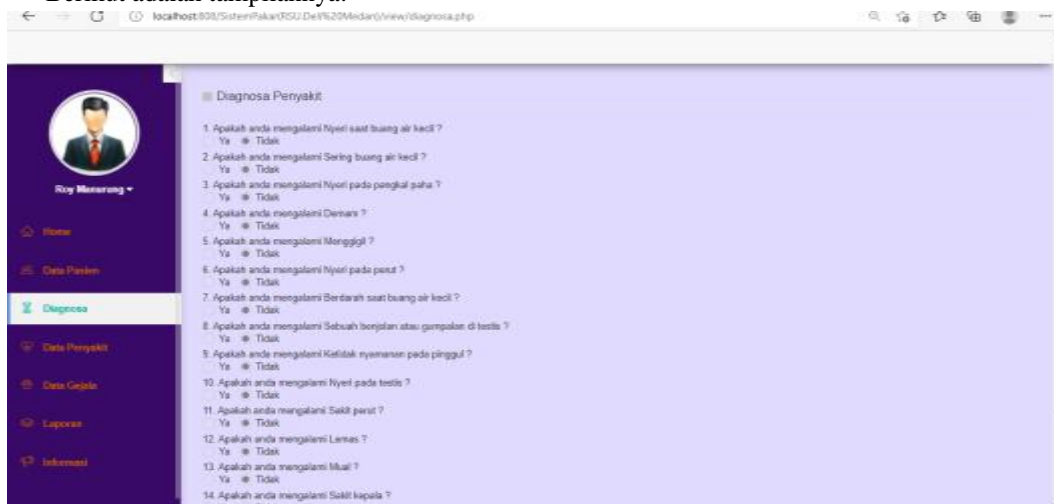 Berikut adalah tampilannya:
localhost:808/SistemPakar(RSU.Deli%20Medan)/view/diagnosa.php
Roy Manurung
Home
Data Pasien
Diagnosa
Data Penyakit
Data Gejala
Laporan
Informasi
Diagnosa Penyakit
1. Apakah anda mengalami Nyeri saat buang air kecil ?
Ya Tidak
2. Apakah anda mengalami Sering buang air kecil ?
Ya Tidak
3. Apakah anda mengalami Nyeri pada pangkal paha ?
Ya Tidak
4. Apakah anda mengalami Demam ?
Ya Tidak
5. Apakah anda mengalami Menggigil ?
Ya Tidak
6. Apakah anda mengalami Nyeri pada perut ?
Ya Tidak
7. Apakah anda mengalami Berdarah saat buang air kecil ?
Ya Tidak
8. Apakah anda mengalami Sebuah benjolan atau gumpalan di testis ?
Ya Tidak
9. Apakah anda mengalami Ketidak nyamanan pada pinggul ?
Ya Tidak
10. Apakah anda mengalami Nyeri pada testis ?
Ya Tidak
11. Apakah anda mengalami Sakit perut ?
Ya Tidak
12. Apakah anda mengalami Lemas ?
Ya Tidak
13. Apakah anda mengalami Mual ?
Ya Tidak
14. Apakah anda mengalami Sakit kepala ?